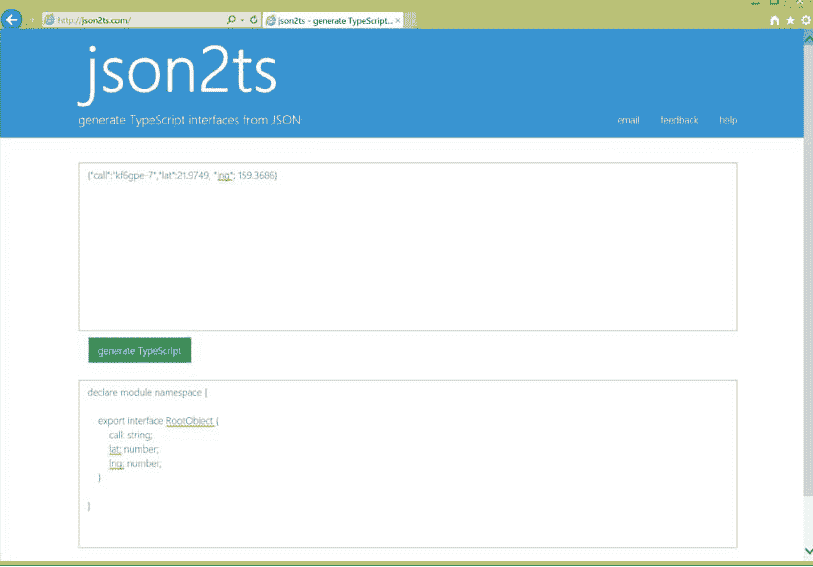 http://json2ts.com/
json2ts - generate TypeScript...
json2ts
generate TypeScript interfaces from JSON
email feedback help
{"call":"kf6gpe-7","lat":21.9749, "lng": 159.3686}
generate TypeScript
declare module namespace {
export interface RootObject {
call: string;
lat: number;
lng: number;
}
}